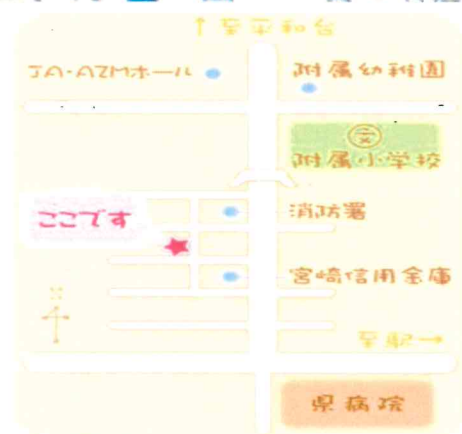 ↑至平和台
JA・AZMホール
附属幼稚園
文
附属小学校
ここです
消防署
宮崎信用金庫
N
至駅→
県病院